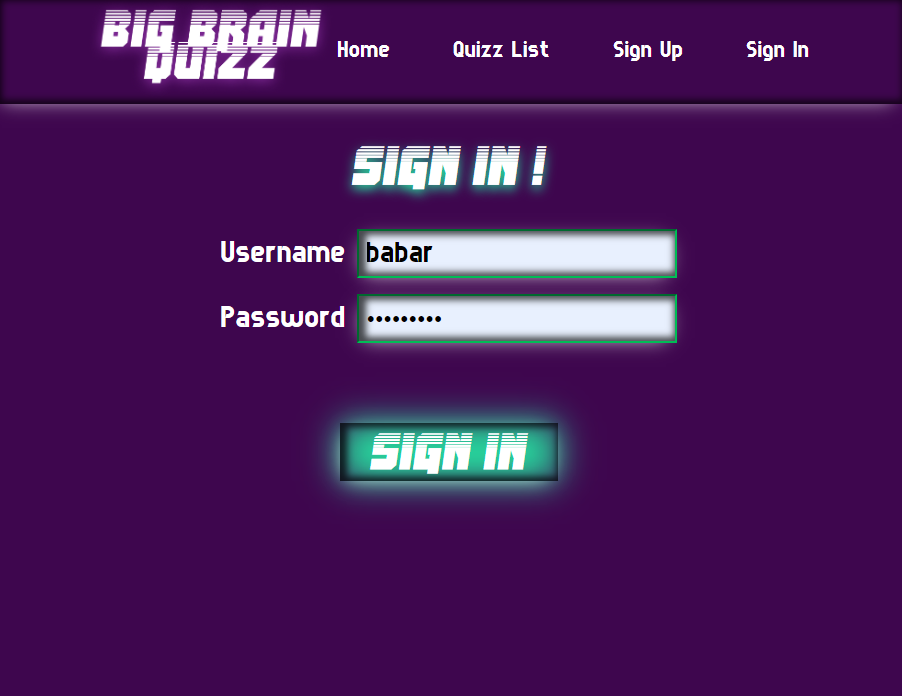 BIG BRAIN
QUIZZ
Home Quizz List Sign Up Sign In
SIGN IN !
Username babar
Password •••••••••
SIGN IN